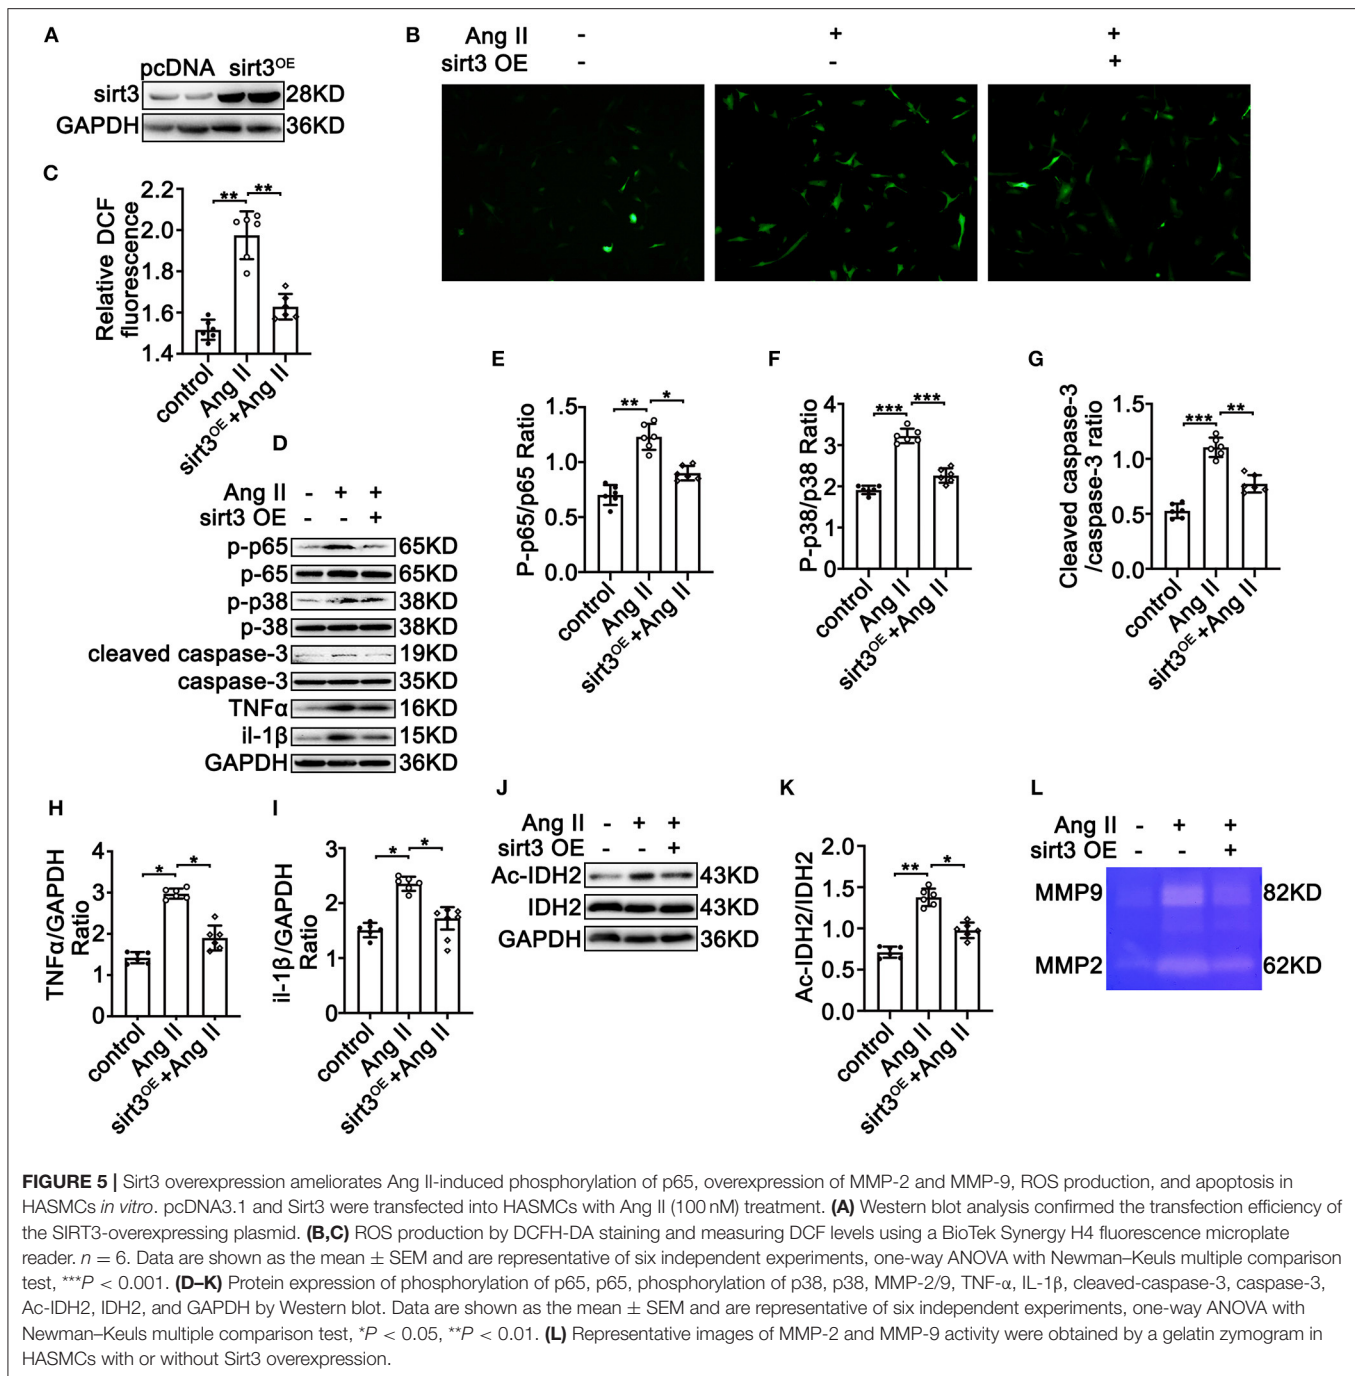 A
pcDNA sirt3OE
sirt3 28KD
GAPDH 36KD
B
Ang II - + +
sirt3 OE - - +
C
Relative DCF
fluorescence
2.2
2.0
1.8
1.6
1.4
** **
control
Ang II
sirt3OE+Ang II
D
Ang II - + +
sirt3 OE - - +
p-p65 65KD
p-65 65KD
p-p38 38KD
p-38 38KD
cleaved caspase-3 19KD
caspase-3 35KD
TNFα 16KD
il-1β 15KD
GAPDH 36KD
E
P-p65/p65 Ratio
1.5
1.0
0.5
0.0
** *
control
Ang II
sirt3OE+Ang II
F
P-p38/p38 Ratio
4
3
2
1
0
*** ***
control
Ang II
sirt3OE+Ang II
G
Cleaved caspase-3
/caspase-3 ratio
1.5
1.0
0.5
0.0
*** **
control
Ang II
sirt3OE+Ang II
H
TNFα/GAPDH
Ratio
4
3
2
1
0
* *
control
Ang II
sirt3OE+Ang II
I
il-1β/GAPDH
Ratio
3
2
1
0
* *
control
Ang II
sirt3OE+Ang II
J
Ang II - + +
sirt3 OE - - +
Ac-IDH2 43KD
IDH2 43KD
GAPDH 36KD
K
Ac-IDH2/IDH2
2.0
1.5
1.0
0.5
0.0
** *
control
Ang II
sirt3OE+Ang II
L
Ang II - + +
sirt3 OE - - +
MMP9 82KD
MMP2 62KD
FIGURE 5 | Sirt3 overexpression ameliorates Ang II-induced phosphorylation of p65, overexpression of MMP-2 and MMP-9, ROS production, and apoptosis in
HASMCs in vitro. pcDNA3.1 and Sirt3 were transfected into HASMCs with Ang II (100 nM) treatment. (A) Western blot analysis confirmed the transfection efficiency of
the SIRT3-overexpressing plasmid. (B,C) ROS production by DCFH-DA staining and measuring DCF levels using a BioTek Synergy H4 fluorescence microplate
reader. n = 6. Data are shown as the mean ± SEM and are representative of six independent experiments, one-way ANOVA with Newman–Keuls multiple comparison
test, ***P < 0.001. (D–K) Protein expression of phosphorylation of p65, p65, phosphorylation of p38, p38, MMP-2/9, TNF-α, IL-1β, cleaved-caspase-3, caspase-3,
Ac-IDH2, IDH2, and GAPDH by Western blot. Data are shown as the mean ± SEM and are representative of six independent experiments, one-way ANOVA with
Newman–Keuls multiple comparison test, *P < 0.05, **P < 0.01. (L) Representative images of MMP-2 and MMP-9 activity were obtained by a gelatin zymogram in
HASMCs with or without Sirt3 overexpression.